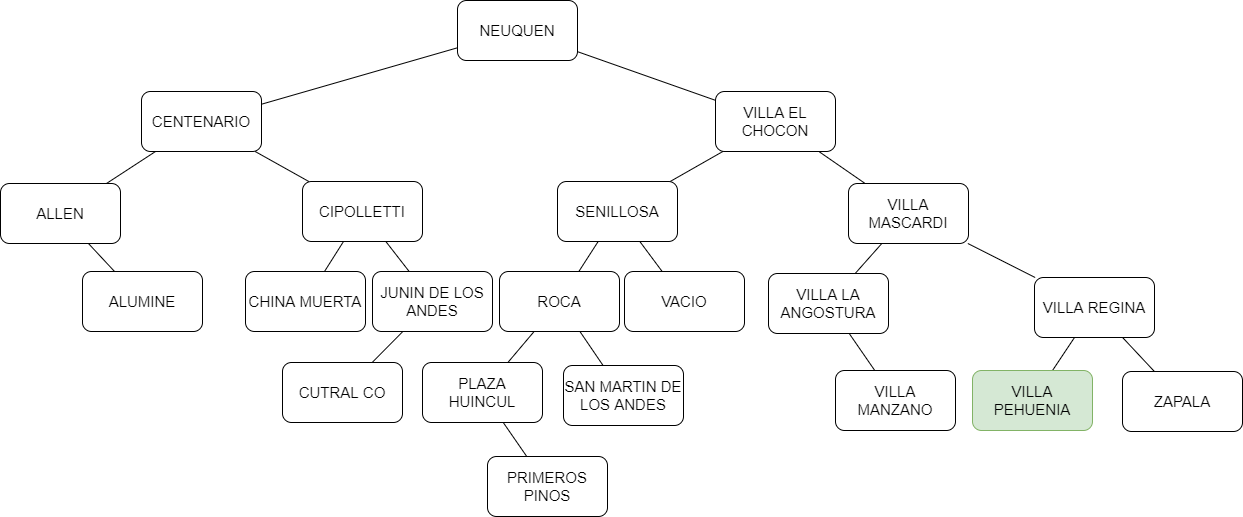 NEUQUEN
CENTENARIO
VILLA EL
CHOCON
ALLEN
CIPOLLETTI
SENILLOSA
VILLA
MASCARDI
ALUMINE
CHINA MUERTA
JUNIN DE LOS
ANDES
ROCA
VACIO
VILLA LA
ANGOSTURA
VILLA REGINA
CUTRAL CO
PLAZA
HUINCUL
SAN MARTIN DE
LOS ANDES
VILLA
MANZANO
VILLA
PEHUENIA
ZAPALA
PRIMEROS
PINOS